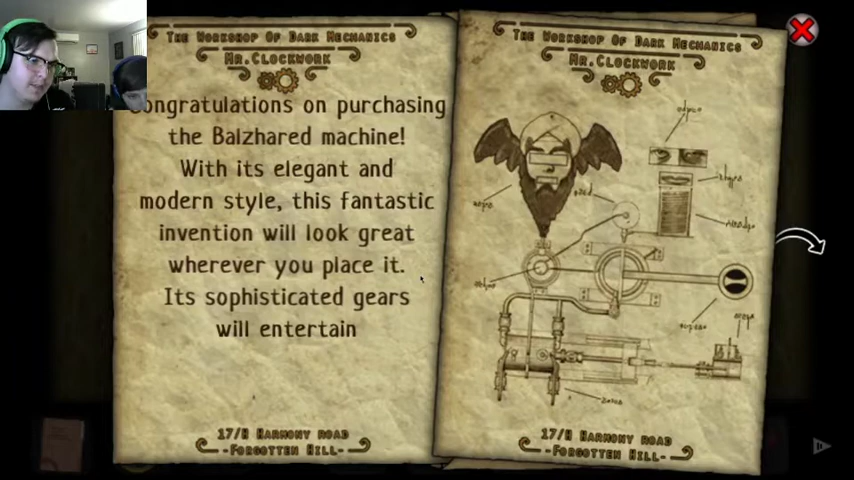 The Workshop Of Dark Mechanics
Mr.Clockwork
Congratulations on purchasing
the Balzhared machine!
With its elegant and
modern style, this fantastic
invention will look great
wherever you place it.
Its sophisticated gears
will entertain
17/H Harmony road
-Forgotten Hill-
The Workshop Of Dark Mechanics
Mr.Clockwork
17/H Harmony road
-Forgotten Hill-